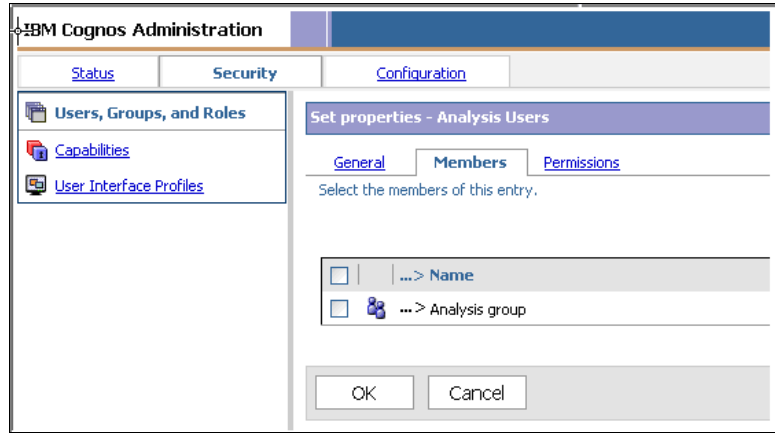 IBM Cognos Administration
Status Security Configuration
Users, Groups, and Roles
Capabilities
User Interface Profiles
Set properties - Analysis Users
General Members Permissions
Select the members of this entry.
...> Name
...> Analysis group
OK Cancel